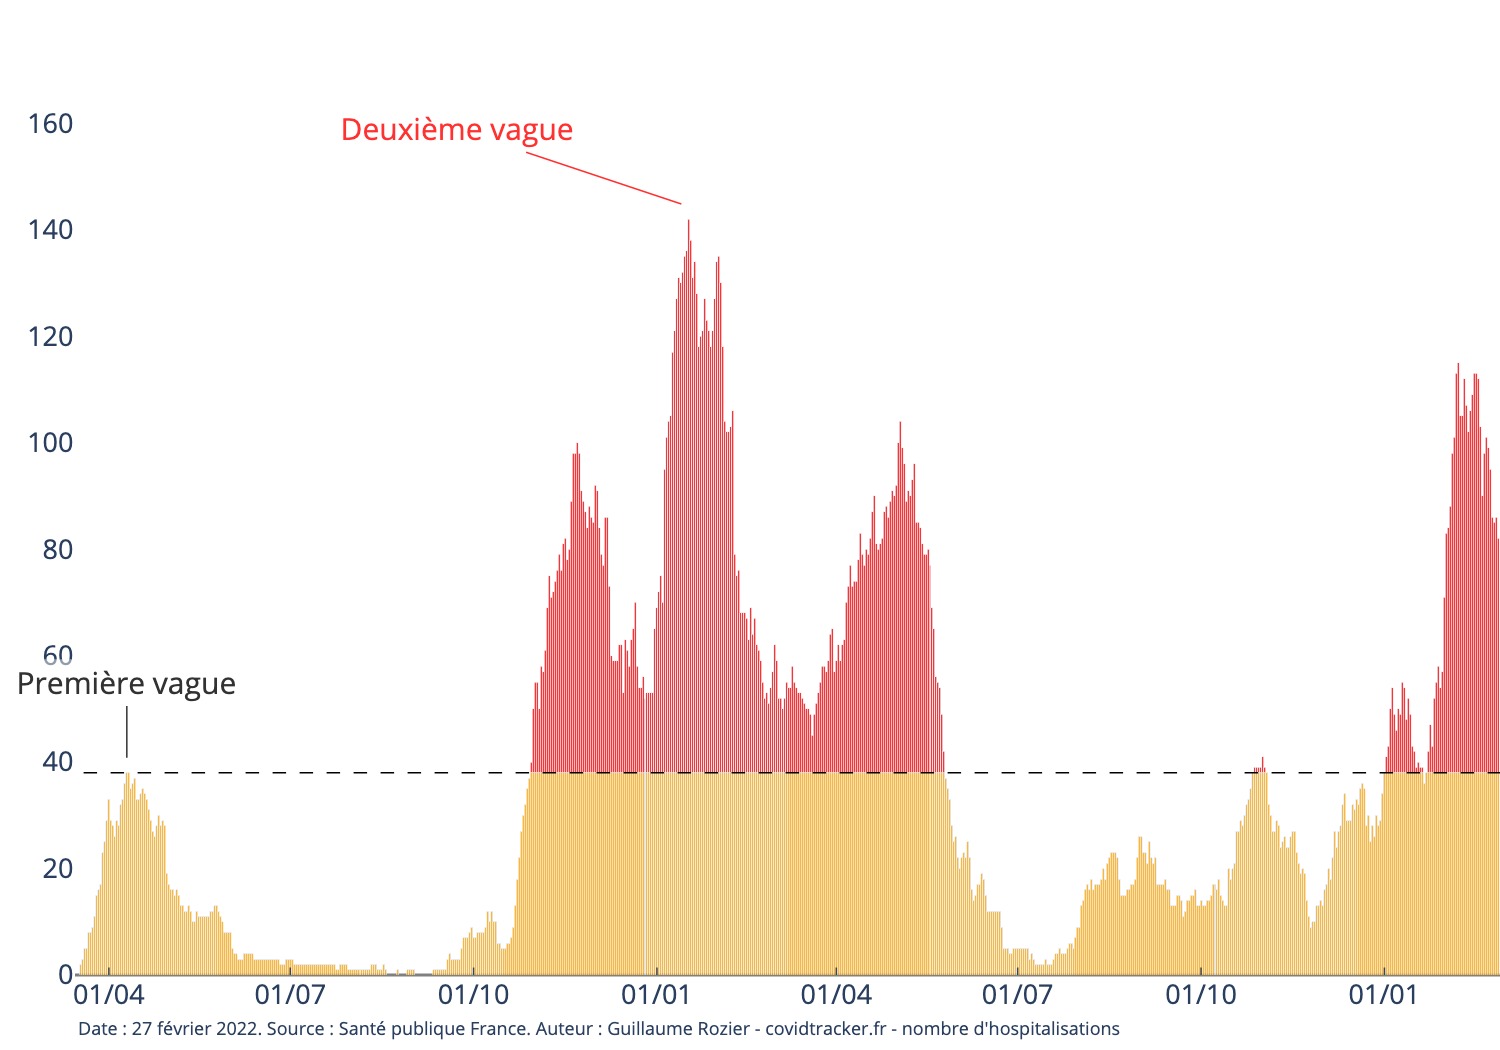 160
Deuxième vague
140
120
100
80
60
Première vague
40
20
0
01/04 01/07 01/10 01/01 01/04 01/07 01/10 01/01
Date : 27 février 2022. Source : Santé publique France. Auteur : Guillaume Rozier - covidtracker.fr - nombre d'hospitalisations